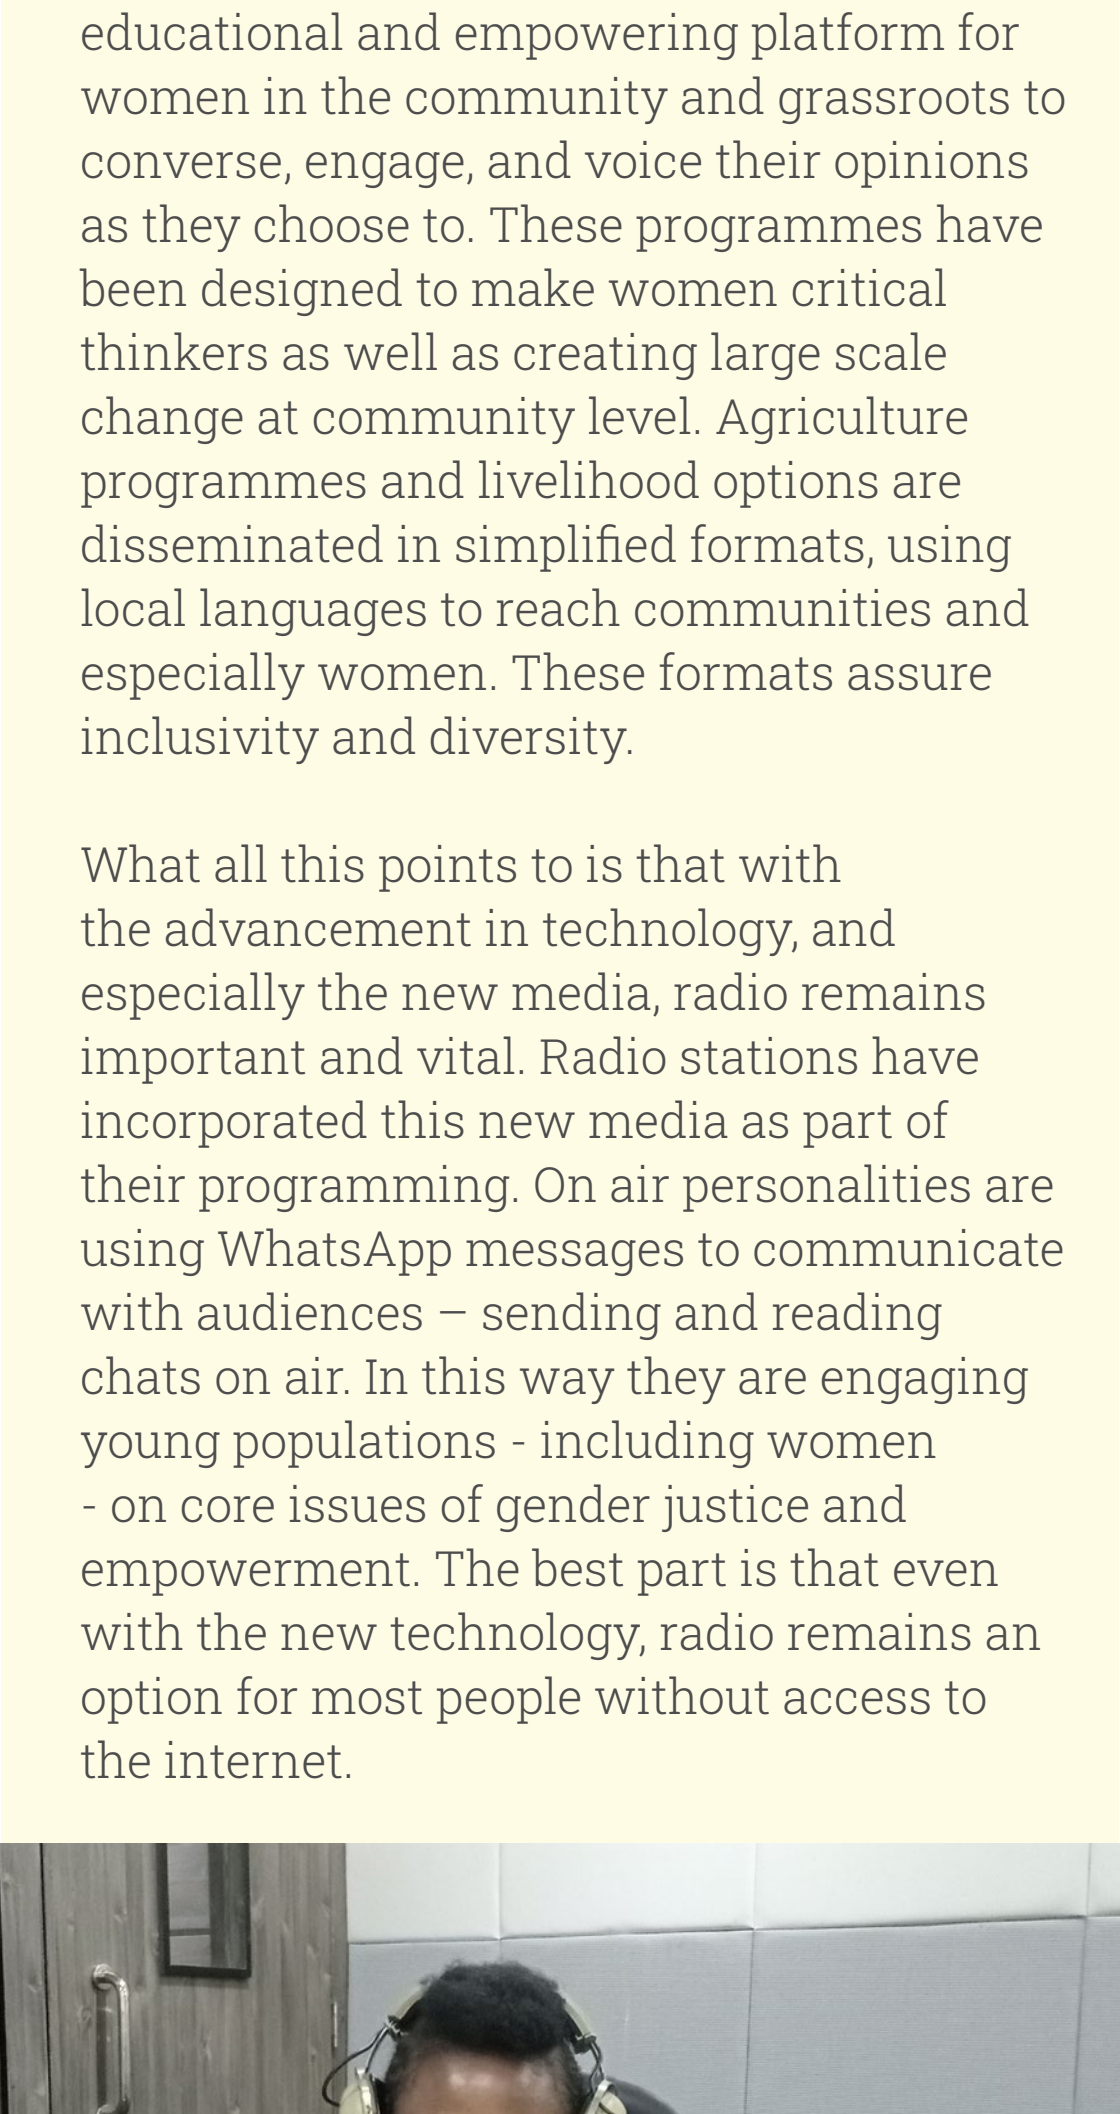 educational and empowering platform for
women in the community and grassroots to
converse, engage, and voice their opinions
as they choose to. These programmes have
been designed to make women critical
thinkers as well as creating large scale
change at community level. Agriculture
programmes and livelihood options are
disseminated in simplified formats, using
local languages to reach communities and
especially women. These formats assure
inclusivity and diversity.
What all this points to is that with
the advancement in technology, and
especially the new media, radio remains
important and vital. Radio stations have
incorporated this new media as part of
their programming. On air personalities are
using WhatsApp messages to communicate
with audiences – sending and reading
chats on air. In this way they are engaging
young populations - including women
- on core issues of gender justice and
empowerment. The best part is that even
with the new technology, radio remains an
option for most people without access to
the internet.